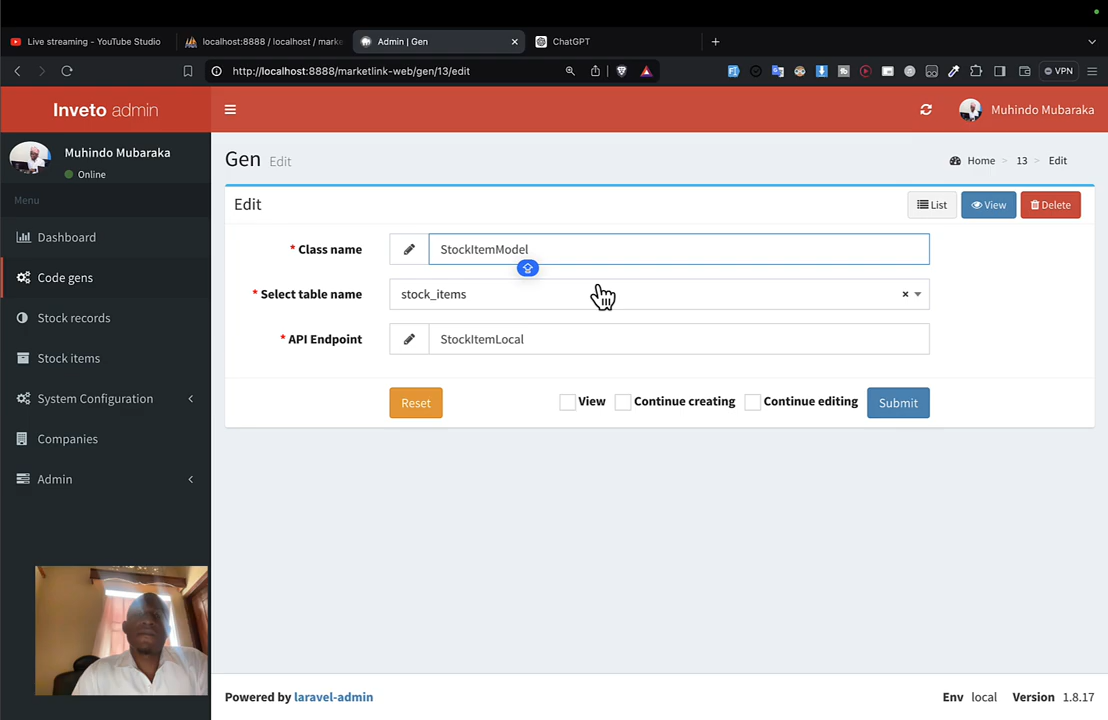 Live streaming - YouTube Studio
localhost:8888 / localhost / marke
Admin | Gen
ChatGPT
http://localhost:8888/marketlink-web/gen/13/edit
VPN
Inveto admin
Muhindo Mubaraka
Muhindo Mubaraka
Online
Menu
Dashboard
Code gens
Stock records
Stock items
System Configuration
Companies
Admin
Gen Edit
Home > 13 > Edit
Edit
List
View
Delete
* Class name
StockItemModel
* Select table name
stock_items
* API Endpoint
StockItemLocal
Reset
View
Continue creating
Continue editing
Submit
Powered by laravel-admin
Env local Version 1.8.17